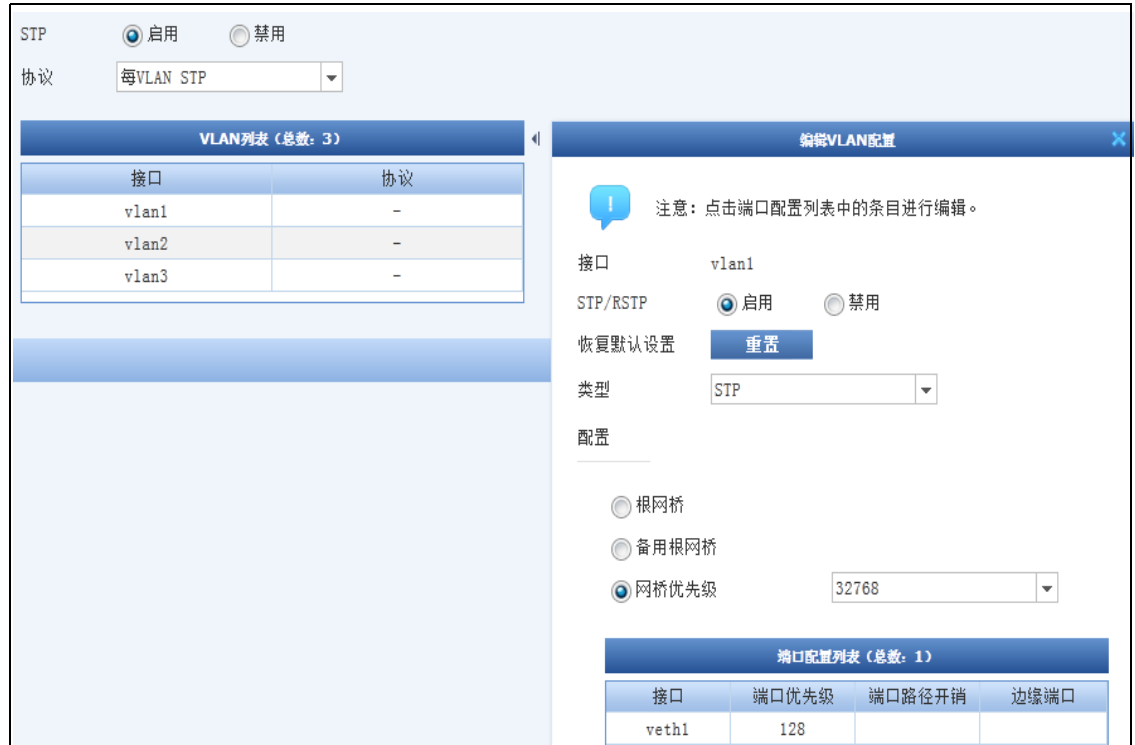 STP 启用 禁用
协议 每VLAN STP
VLAN列表（总数: 3）
接口 协议
vlan1 -
vlan2 -
vlan3 -
编辑VLAN配置
注意: 点击端口配置列表中的条目进行编辑。
接口 vlan1
STP/RSTP 启用 禁用
恢复默认设置 重置
类型 STP
配置
根网桥
备用根网桥
网桥优先级 32768
端口配置列表（总数: 1）
接口 端口优先级 端口路径开销 边缘端口
veth1 128